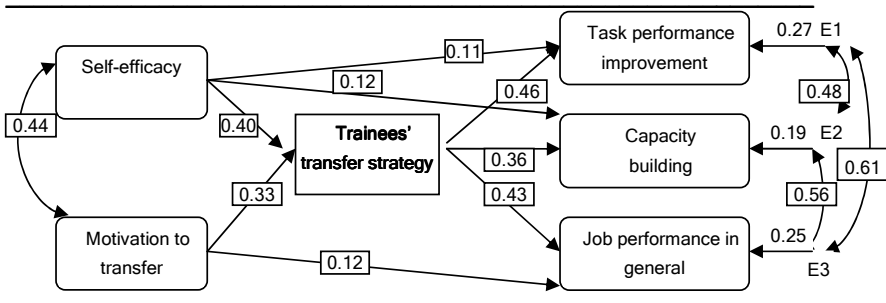 Self-efficacy
Motivation to
transfer
Trainees'
transfer strategy
Task performance
improvement
Capacity
building
Job performance in
general
0.44
0.40
0.33
0.11
0.12
0.12
0.46
0.36
0.43
0.27 E1
0.19 E2
0.25
E3
0.48
0.56
0.61